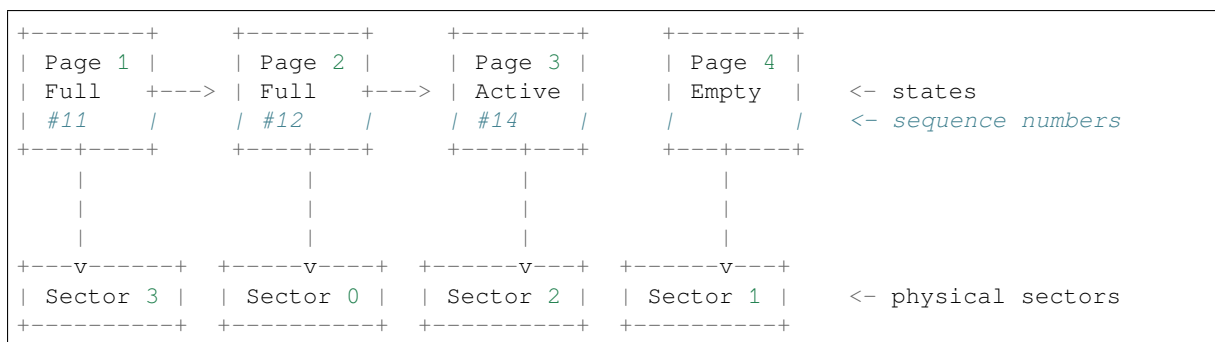 +--------+     +--------+     +--------+     +--------+
| Page 1 |     | Page 2 |     | Page 3 |     | Page 4 |
| Full   +---> | Full   +---> | Active |     | Empty  |   <- states
| #11    |     | #12    |     | #14    |     |        |   <- sequence numbers
+---+----+     +----+---+     +----+---+     +---+----+
    |               |              |             |
    |               |              |             |
    |               |              |             |
+---v------+  +-----v----+  +------v---+  +------v---+
| Sector 3 |  | Sector 0 |  | Sector 2 |  | Sector 1 |    <- physical sectors
+----------+  +----------+  +----------+  +----------+